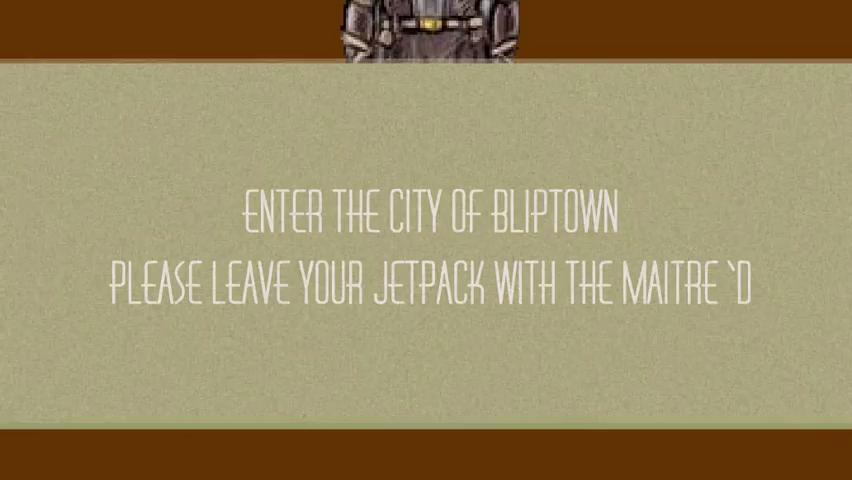 ENTER THE CITY OF BLIPTOWN
PLEASE LEAVE YOUR JETPACK WITH THE MAITRE `D